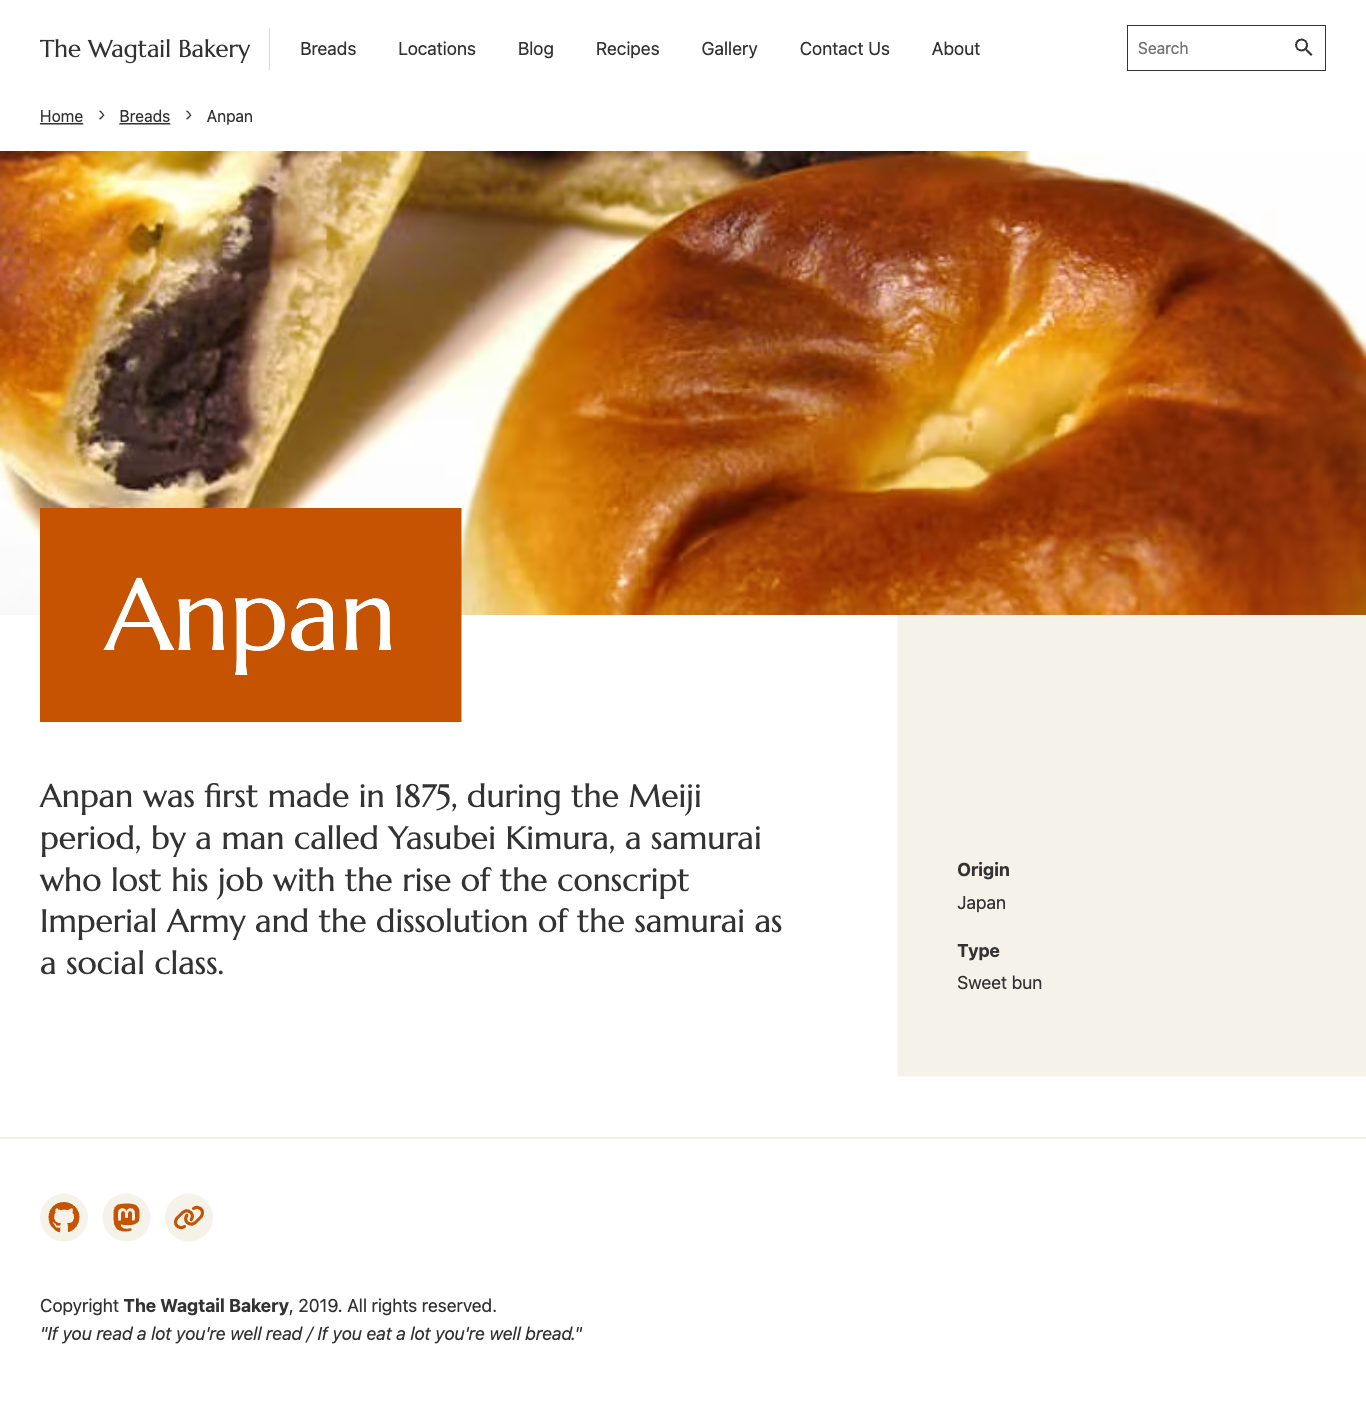 The Wagtail Bakery
Breads
Locations
Blog
Recipes
Gallery
Contact Us
About
Search
Home
Breads
Anpan
Anpan
Anpan was first made in 1875, during the Meiji
period, by a man called Yasubei Kimura, a samurai
who lost his job with the rise of the conscript
Imperial Army and the dissolution of the samurai as
a social class.
Origin
Japan
Type
Sweet bun
Copyright The Wagtail Bakery, 2019. All rights reserved.
"If you read a lot you're well read / If you eat a lot you're well bread."